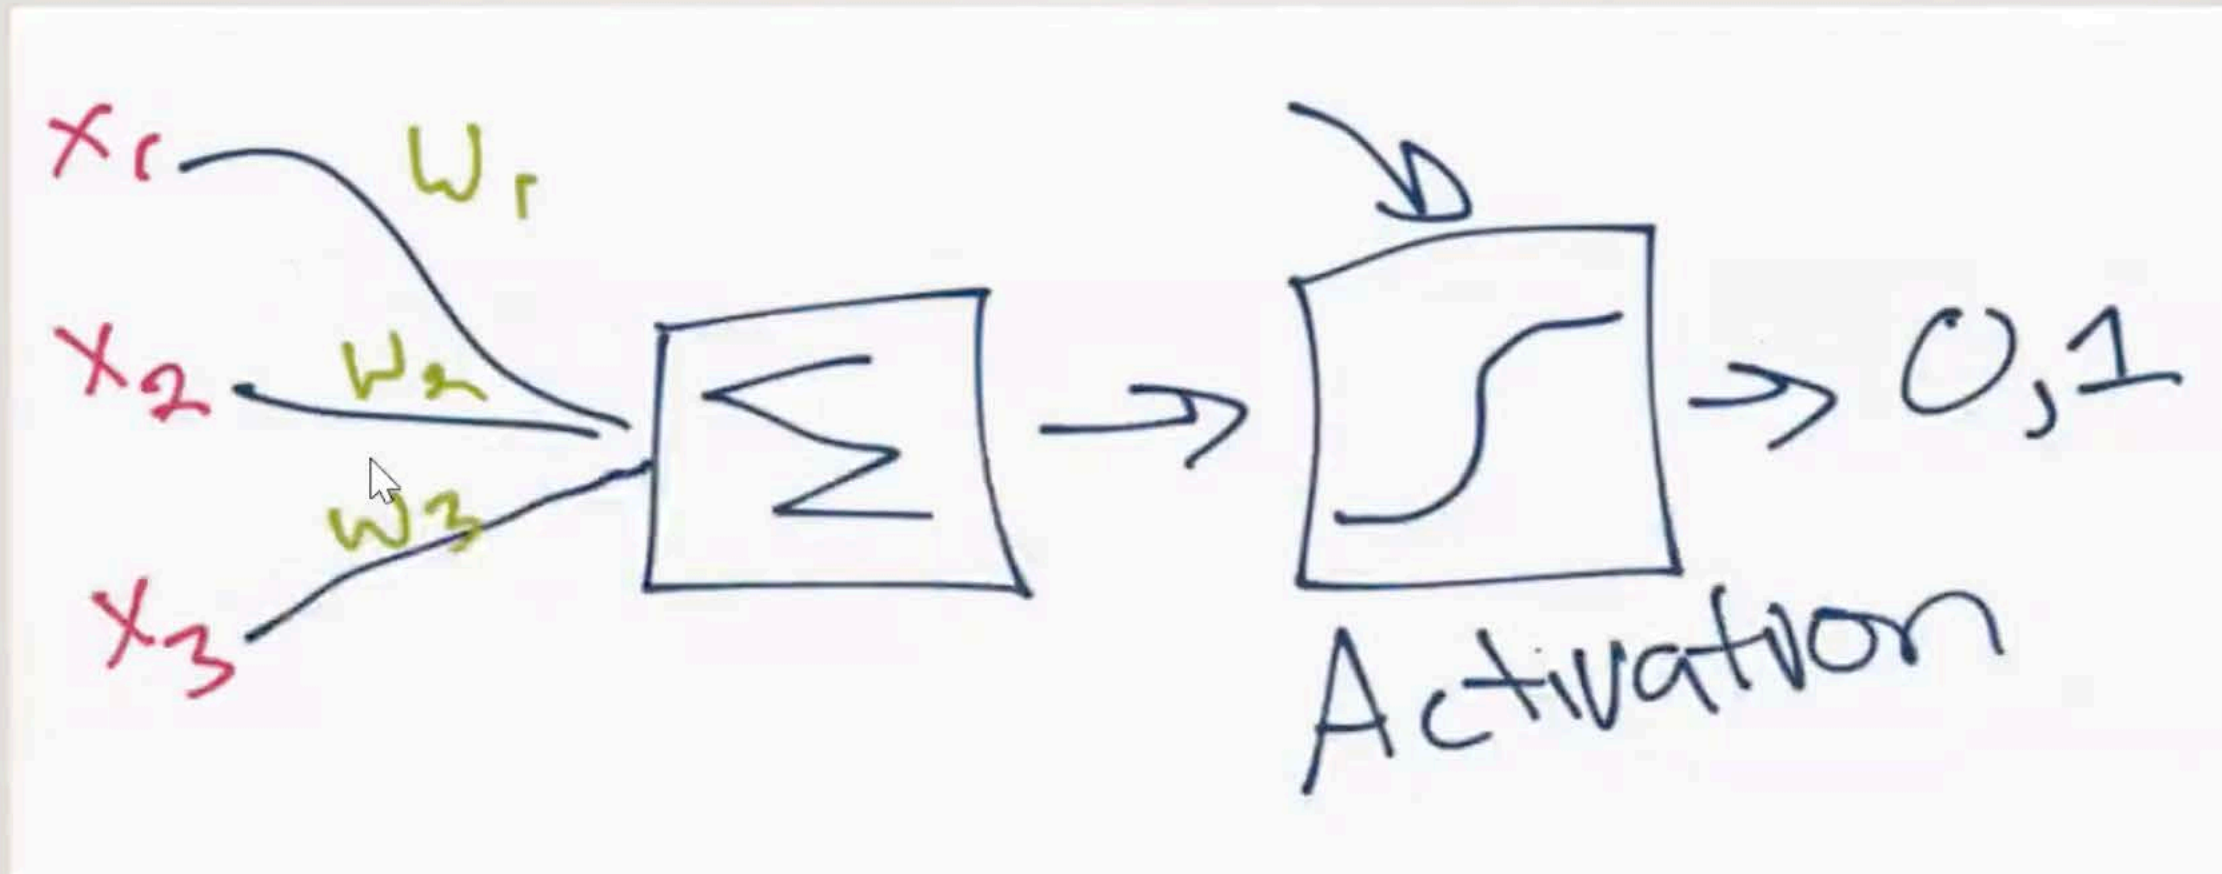 x1
W1
x2
W2
W3
x3
Σ
0,1
Activation